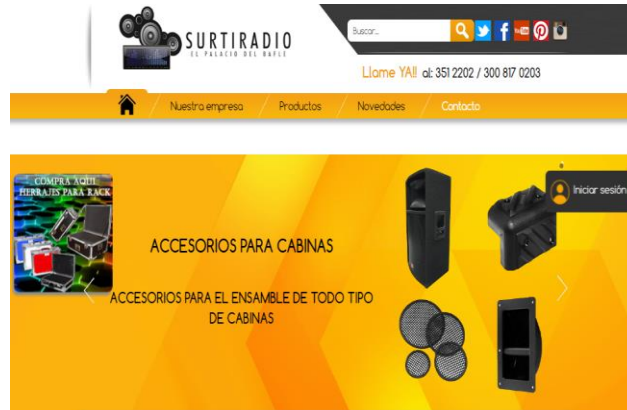 SURTIRADIO
EL PALACIO DEL BAFLE
Buscar...
Llame YA!! al: 351 2202 / 300 817 0203
Nuestra empresa / Productos / Novedades / Contacto
COMPRA AQUI
HERRAJES PARA RACK
Iniciar sesión
ACCESORIOS PARA CABINAS
ACCESORIOS PARA EL ENSAMBLE DE TODO TIPO
DE CABINAS